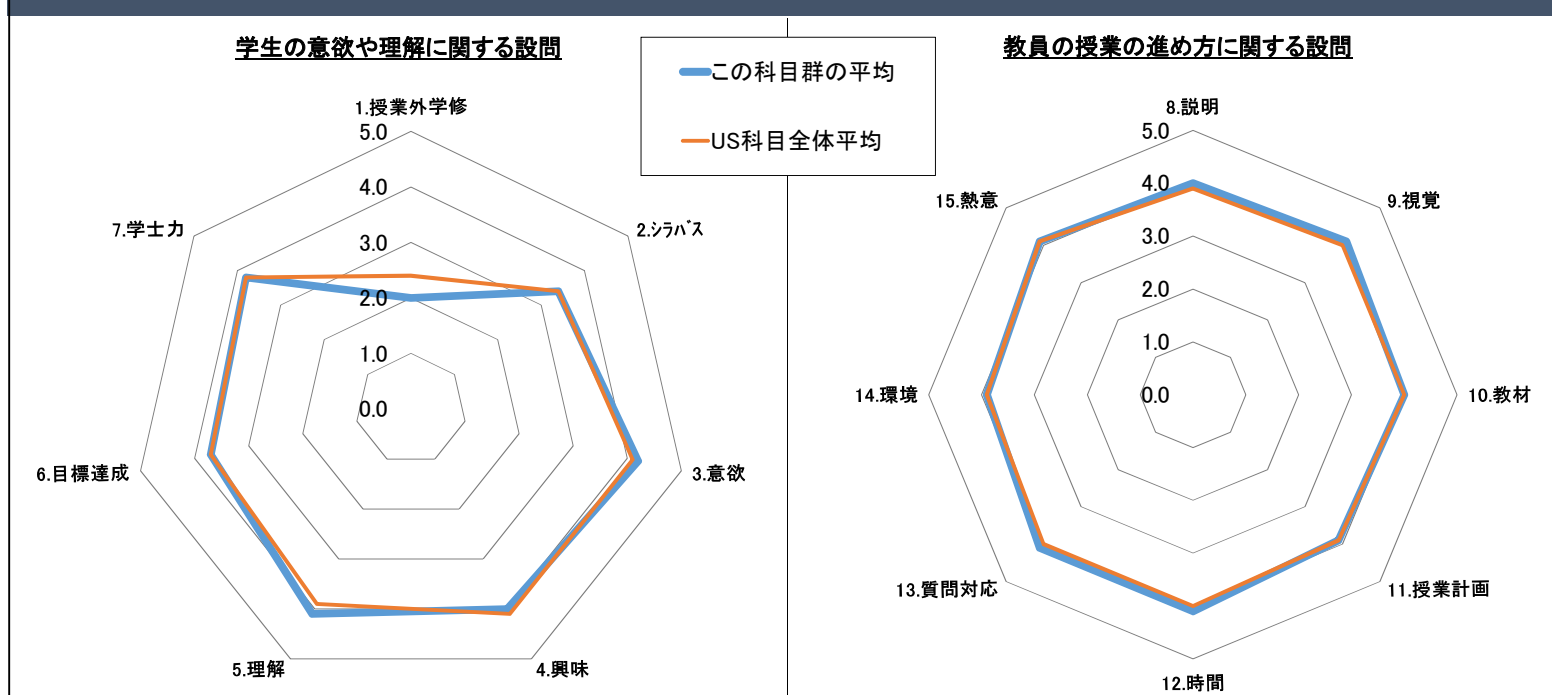 学生の意欲や理解に関する設問
この科目群の平均
US科目全体平均
教員の授業の進め方に関する設問
1.授業外学修
5.0
4.0
3.0
2.0
1.0
0.0
2.ｼﾗﾊﾞｽ
3.意欲
4.興味
5.理解
6.目標達成
7.学士力
8.説明
5.0
4.0
3.0
2.0
1.0
0.0
9.視覚
10.教材
11.授業計画
12.時間
13.質問対応
14.環境
15.熱意